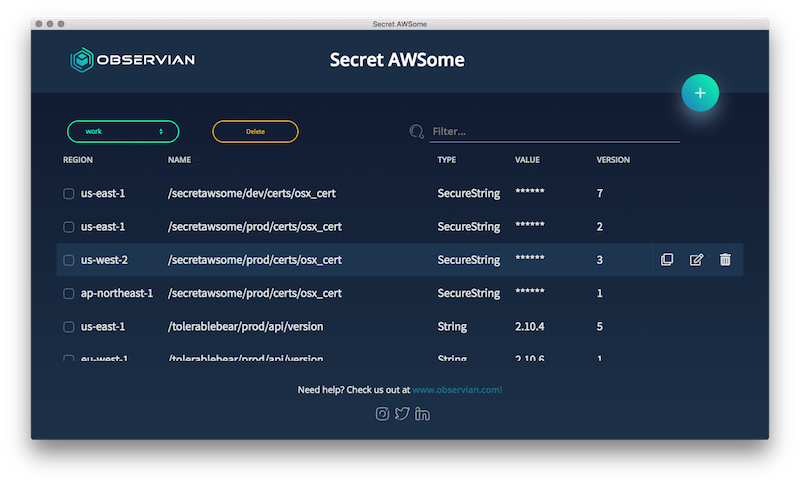 Secret AWSome
OBSERVIAN
Secret AWSome
+
work
Delete
Filter...
REGION NAME TYPE VALUE VERSION
us-east-1 /secretawsome/dev/certs/osx_cert SecureString ****** 7
us-east-1 /secretawsome/prod/certs/osx_cert SecureString ****** 2
us-west-2 /secretawsome/prod/certs/osx_cert SecureString ****** 3
ap-northeast-1 /secretawsome/prod/certs/osx_cert SecureString ****** 1
us-east-1 /tolerablebear/prod/api/version String 2.10.4 5
eu-west-1 /tolerablebear/prod/api/version String 2.10.6 1
Need help? Check us out at www.observian.com!